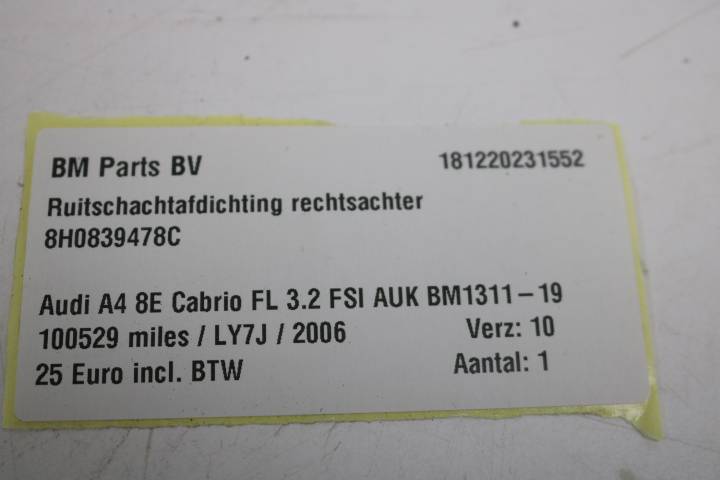 BM Parts BV 181220231552
Ruitschachtafdichting rechtsachter
8H0839478C
Audi A4 8E Cabrio FL 3.2 FSI AUK BM1311-19
100529 miles / LY7J / 2006 Verz: 10
25 Euro incl. BTW Aantal: 1